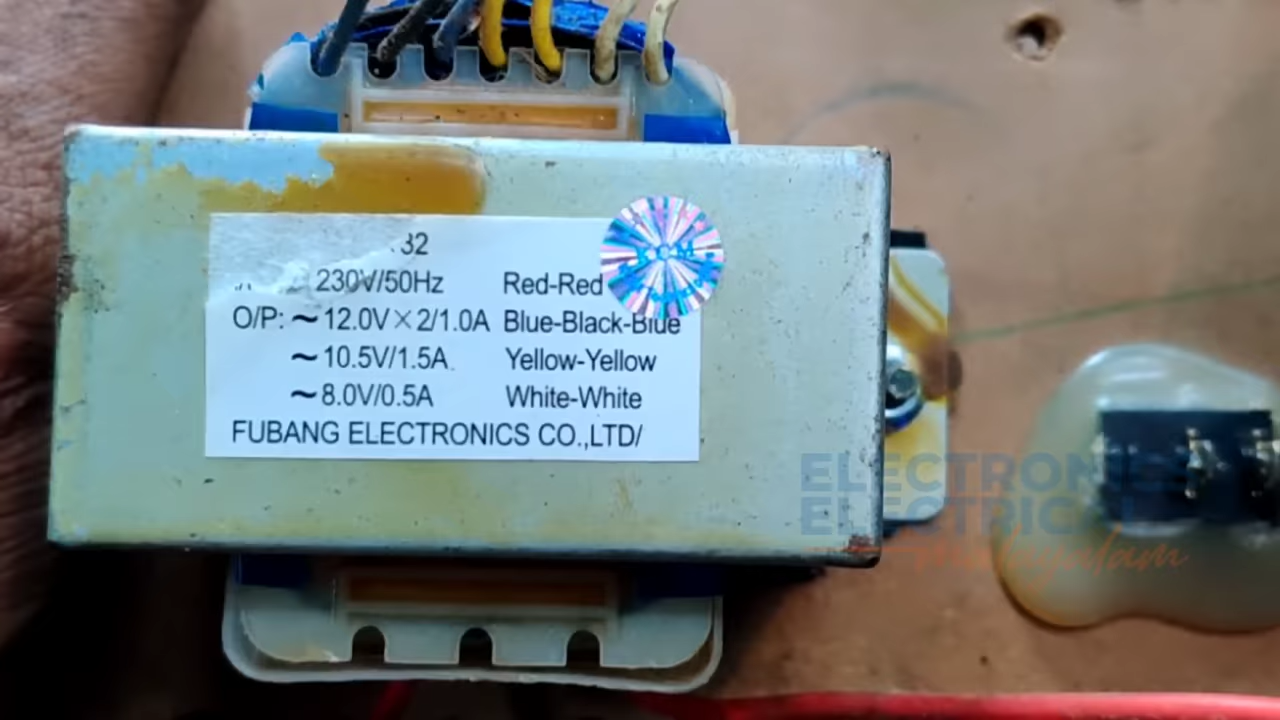 32
230V/50Hz Red-Red
O/P: ~12.0V×2/1.0A Blue-Black-Blue
~10.5V/1.5A Yellow-Yellow
~8.0V/0.5A White-White
FUBANG ELECTRONICS CO.,LTD/
ELECTRONICS
ELECTRICAL
malayalam